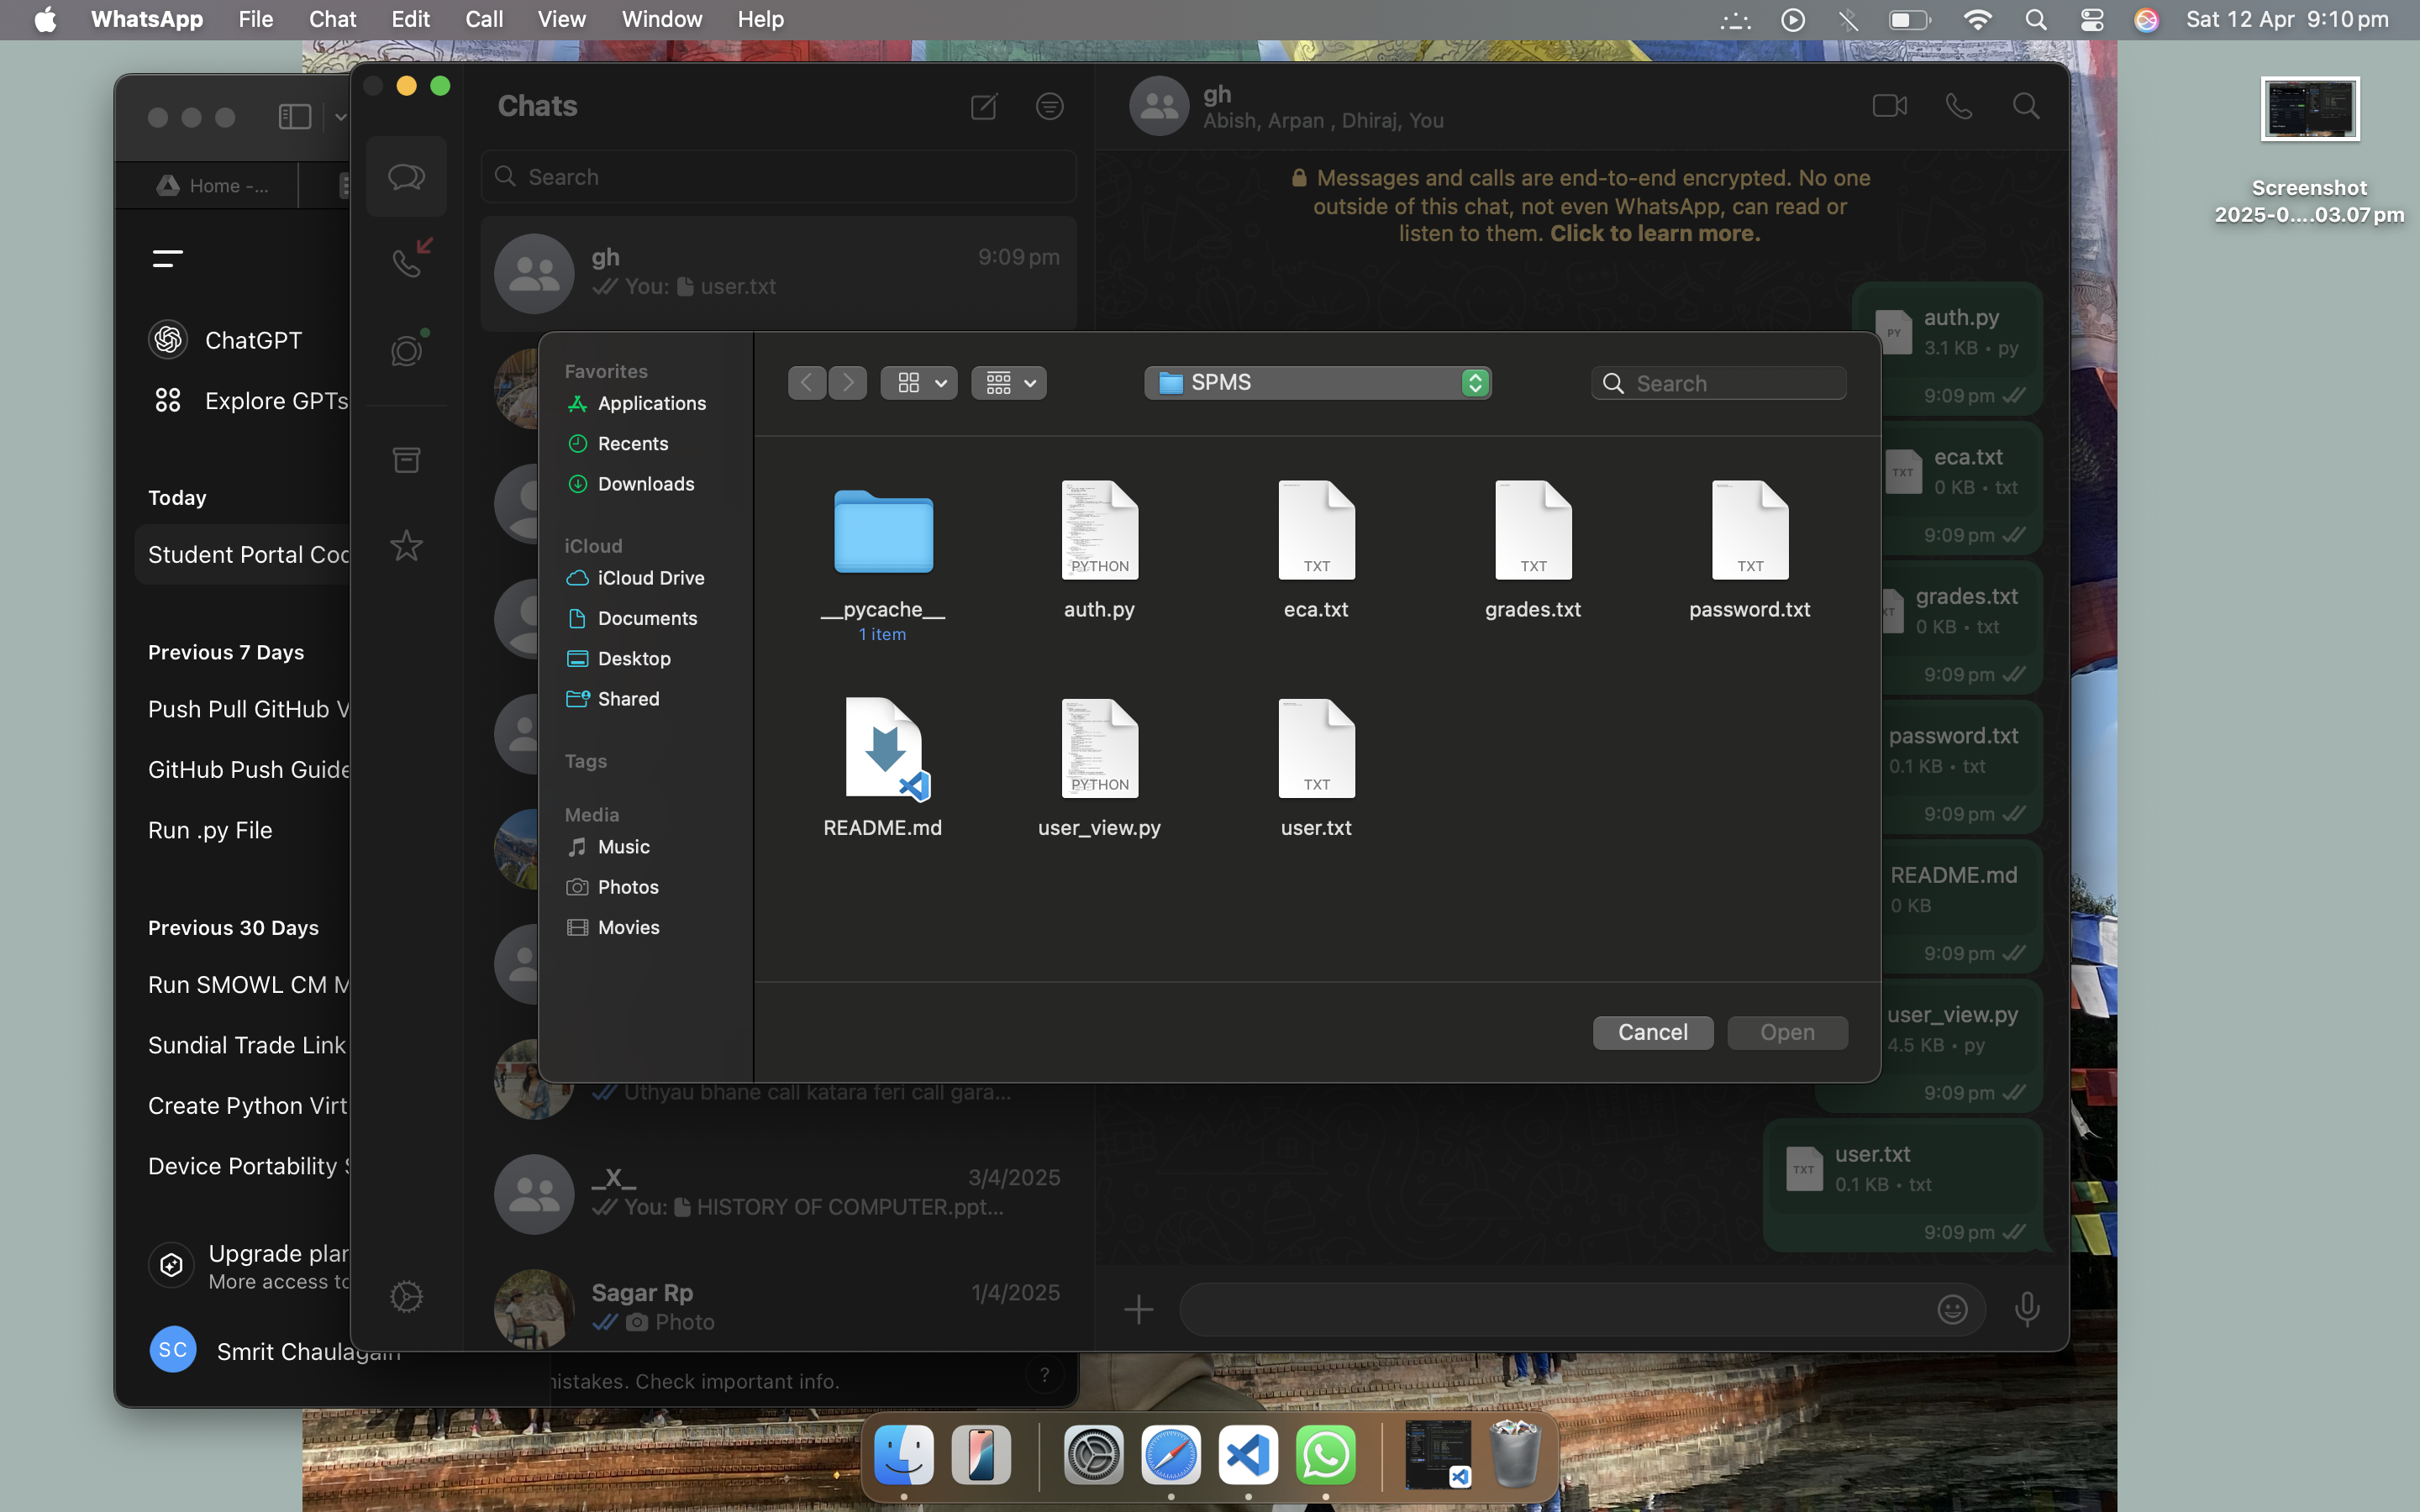 WhatsApp File Chat Edit Call View Window Help
Sat 12 Apr 9:10 pm
Screenshot
2025-0....03.07 pm
Home -...
ChatGPT
Explore GPTs
Today
Student Portal
Previous 7 Days
Push Pull GitHub
GitHub Push Guide
Run .py File
Previous 30 Days
Run SMOWL CM
Sundial Trade Link
Create Python
Device Portability
Upgrade
More access
SC Smrit Chaulagain
mistakes. Check important info.
?
Chats
Search
gh 9:09 pm
You: user.txt
Uthyau bhane call katara feri call gara...
_X_ 3/4/2025
You: HISTORY OF COMPUTER.ppt...
Sagar Rp 1/4/2025
Photo
gh
Abish, Arpan , Dhiraj, You
Messages and calls are end-to-end encrypted. No one
outside of this chat, not even WhatsApp, can read or
listen to them. Click to learn more.
PY auth.py
3.1 KB • py
9:09 pm
TXT eca.txt
0 KB • txt
9:09 pm
grades.txt
0 KB • txt
9:09 pm
password.txt
0.1 KB • txt
9:09 pm
README.md
0 KB
9:09 pm
user_view.py
4.5 KB • py
9:09 pm
TXT user.txt
0.1 KB • txt
9:09 pm
Favorites
Applications
Recents
Downloads
iCloud
iCloud Drive
Documents
Desktop
Shared
Tags
Media
Music
Photos
Movies
SPMS
Search
PYTHON TXT TXT TXT
__pycache__ auth.py eca.txt grades.txt password.txt
1 item
PYTHON TXT
README.md user_view.py user.txt
Cancel Open